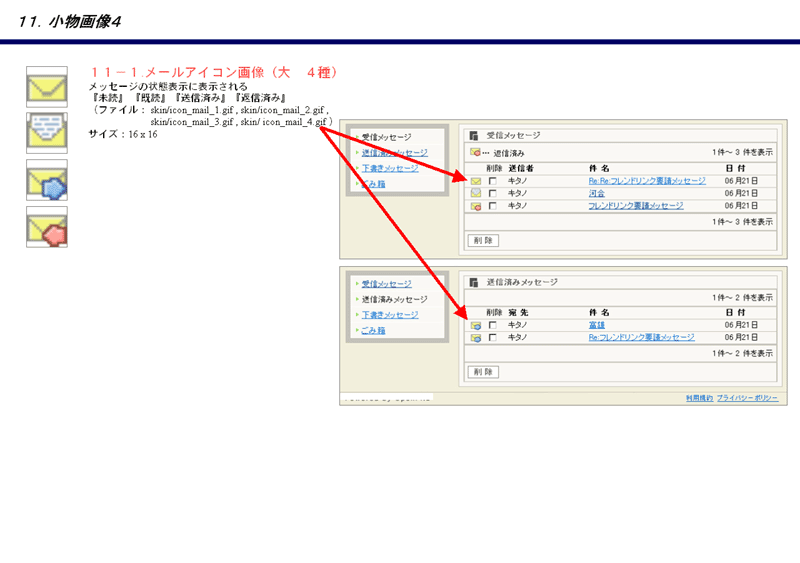 11. 小物画像4
11－1.メールアイコン画像（大　4種）
メッセージの状態表示に表示される
『未読』『既読』『送信済み』『返信済み』
（ファイル： skin/icon_mail_1.gif , skin/icon_mail_2.gif ,
skin/icon_mail_3.gif , skin/ icon_mail_4.gif ）
サイズ：16 x 16
受信メッセージ
送信済みメッセージ
下書きメッセージ
ごみ箱
受信メッセージ
… 返信済み
1件～ 3 件を表示
削除 送信者 件 名 日 付
キタノ Re:Re:フレンドリンク要請メッセージ 06月21日
キタノ 06月21日
キタノ フレンドリンク要請メッセージ 06月21日
1件～ 3 件を表示
削 除
受信メッセージ
送信済みメッセージ
下書きメッセージ
ごみ箱
送信済みメッセージ
1件～ 2 件を表示
削除 宛 先 件 名 日 付
キタノ 富雄 06月21日
キタノ Re:フレンドリンク要請メッセージ 06月21日
1件～ 2 件を表示
削 除
利用規約 プライバシーポリシー